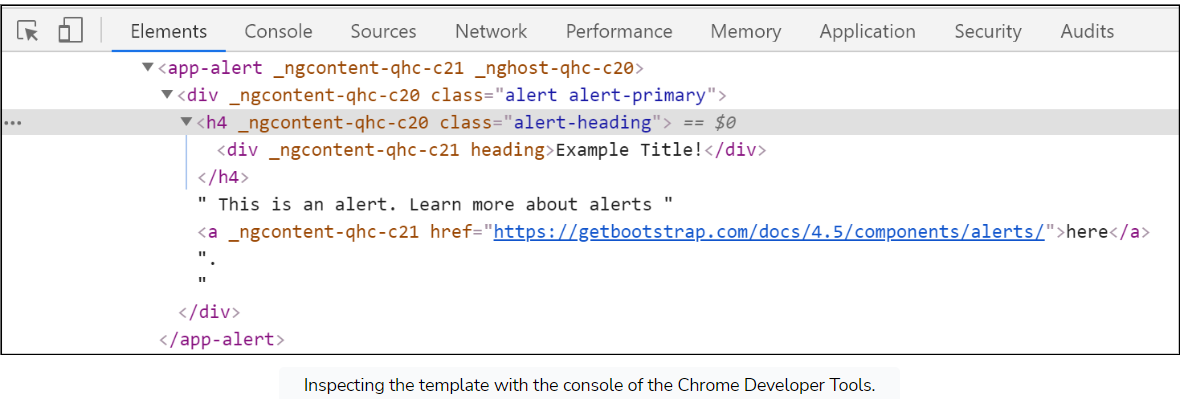 Elements Console Sources Network Performance Memory Application Security Audits
▼<app-alert _ngcontent-qhc-c21 _nghost-qhc-c20>
▼<div _ngcontent-qhc-c20 class="alert alert-primary">
… ▼<h4 _ngcontent-qhc-c20 class="alert-heading"> == $0
<div _ngcontent-qhc-c21 heading>Example Title!</div>
</h4>
" This is an alert. Learn more about alerts "
<a _ngcontent-qhc-c21 href="https://getbootstrap.com/docs/4.5/components/alerts/">here</a>
".
"
</div>
</app-alert>
Inspecting the template with the console of the Chrome Developer Tools.